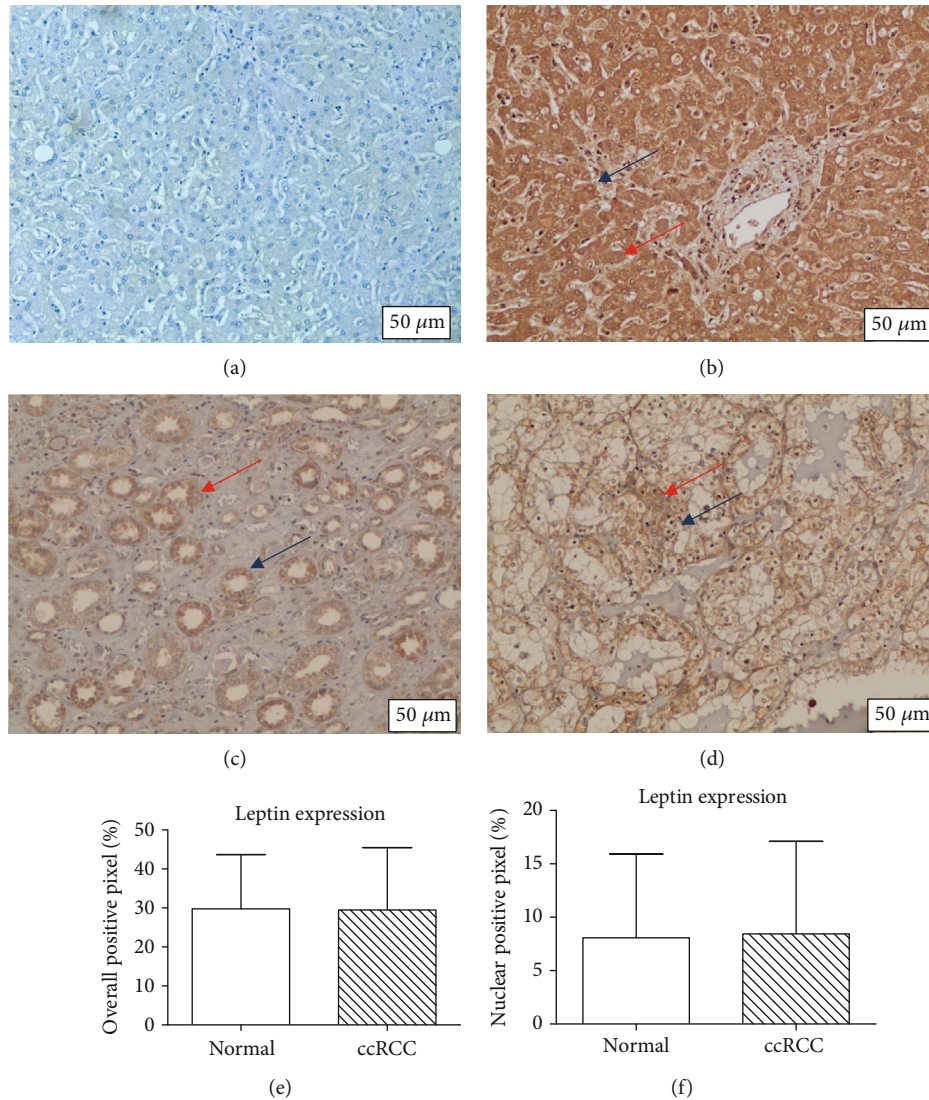 50 μm
50 μm
(a)
(b)
50 μm
50 μm
(c)
(d)
Leptin expression
Overall positive pixel (%)
50
40
30
20
10
0
Normal
ccRCC
(e)
Leptin expression
Nuclear positive pixel (%)
20
15
10
5
0
Normal
ccRCC
(f)